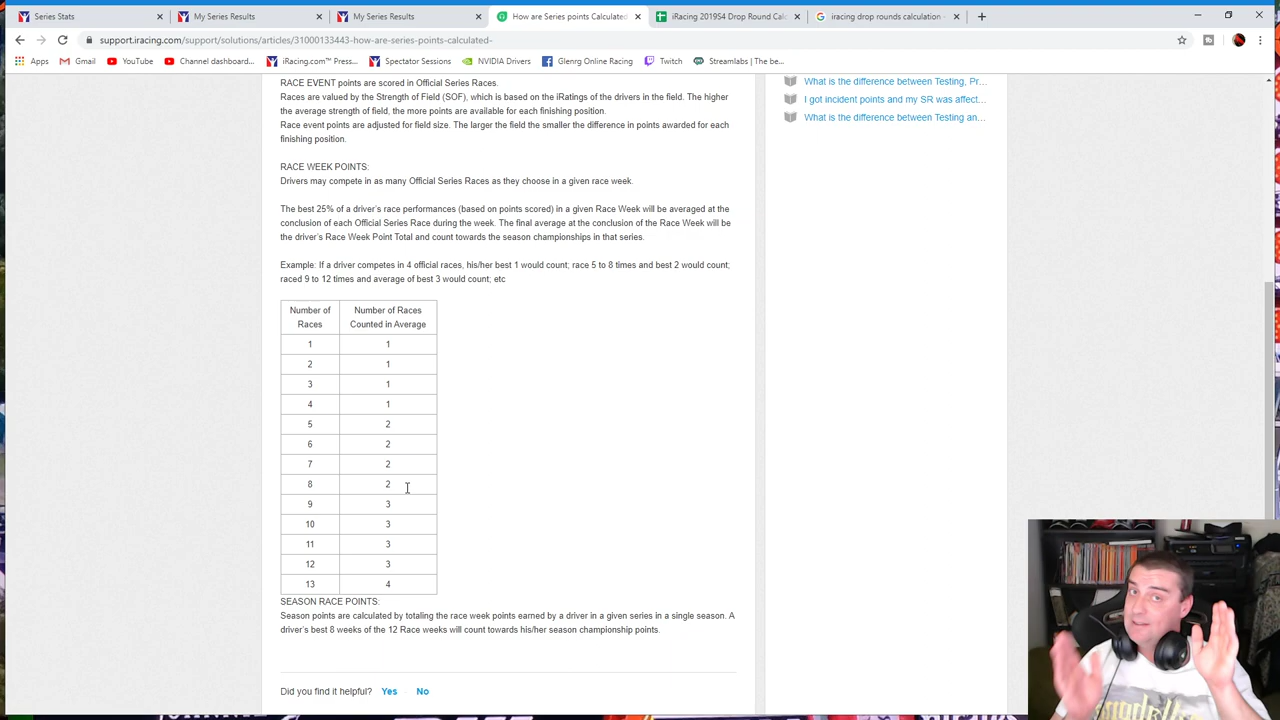 Series Stats
My Series Results
My Series Results
How are Series points Calculated
iRacing 2019S4 Drop Round Calc
iracing drop rounds calculation -
support.iracing.com/support/solutions/articles/31000133443-how-are-series-points-calculated-
Apps
Gmail
YouTube
Channel dashboard...
iRacing.com™ Press...
Spectator Sessions
NVIDIA Drivers
Glenrg Online Racing
Twitch
Streamlabs - The be...
RACE EVENT points are scored in Official Series Races.
Races are valued by the Strength of Field (SOF), which is based on the iRatings of the drivers in the field. The higher
the average strength of field, the more points are available for each finishing position.
Race event points are adjusted for field size. The larger the field the smaller the difference in points awarded for each
finishing position.
What is the difference between Testing, Pr...
I got incident points and my SR was affect...
What is the difference between Testing an...
RACE WEEK POINTS:
Drivers may compete in as many Official Series Races as they choose in a given race week.
The best 25% of a driver's race performances (based on points scored) in a given Race Week will be averaged at the
conclusion of each Official Series Race during the week. The final average at the conclusion of the Race Week will be
the driver's Race Week Point Total and count towards the season championships in that series.
Example: If a driver competes in 4 official races, his/her best 1 would count; race 5 to 8 times and best 2 would count;
raced 9 to 12 times and average of best 3 would count; etc
Number of Races
Number of Races Counted in Average
1 1
2 1
3 1
4 1
5 2
6 2
7 2
8 2
9 3
10 3
11 3
12 3
13 4
SEASON RACE POINTS:
Season points are calculated by totaling the race week points earned by a driver in a given series in a single season. A
driver's best 8 weeks of the 12 Race weeks will count towards his/her season championship points.
Did you find it helpful? Yes No